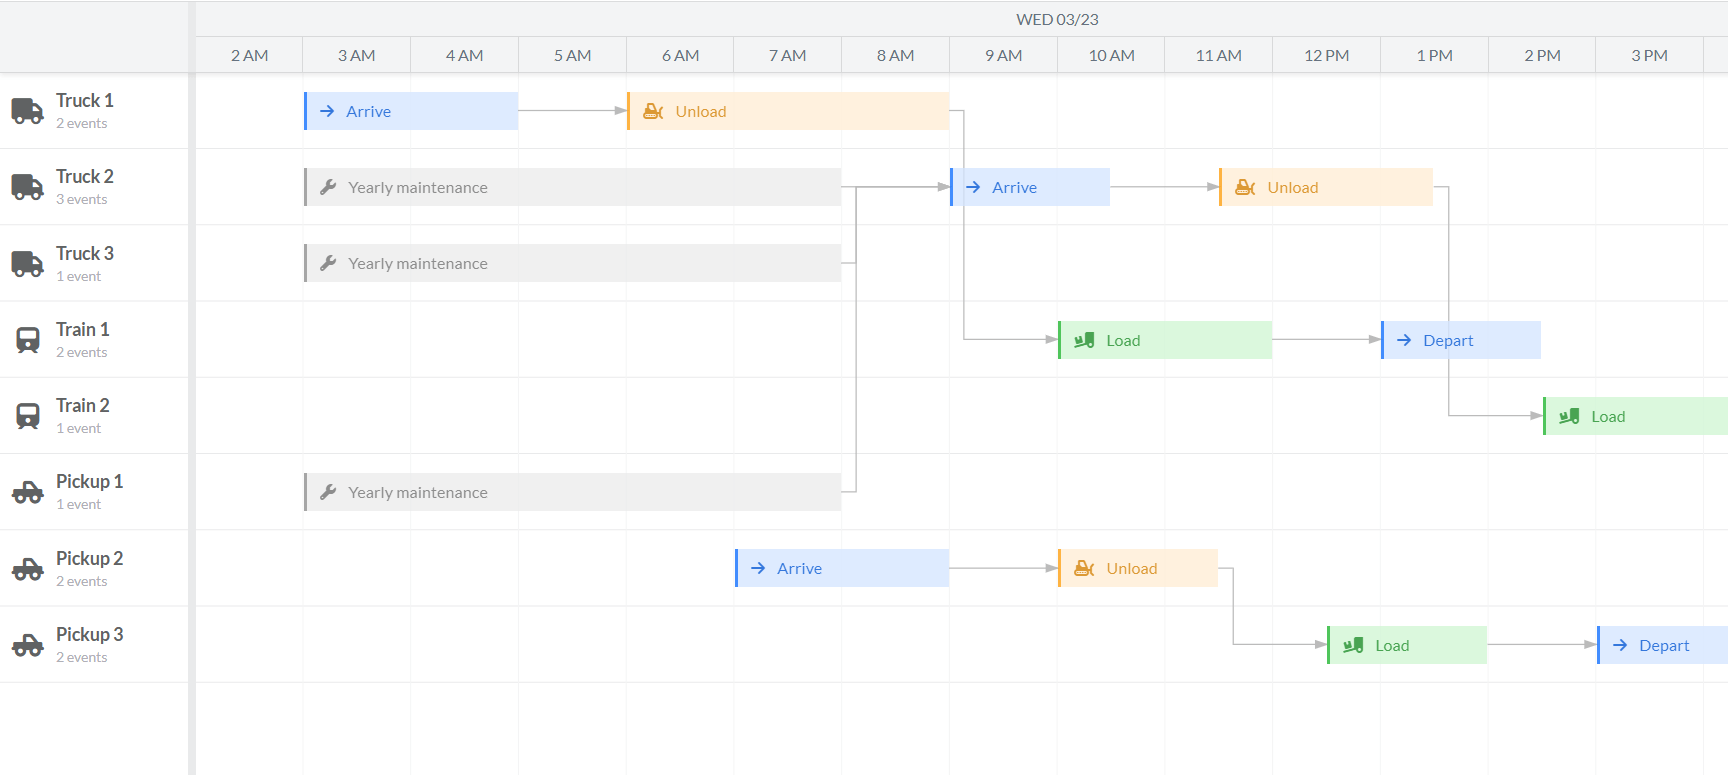 WED 03/23
2 AM 3 AM 4 AM 5 AM 6 AM 7 AM 8 AM 9 AM 10 AM 11 AM 12 PM 1 PM 2 PM 3 PM
Truck 1
2 events
Arrive Unload
Truck 2
3 events
Yearly maintenance Arrive Unload
Truck 3
1 event
Yearly maintenance
Train 1
2 events
Load Depart
Train 2
1 event
Load
Pickup 1
1 event
Yearly maintenance
Pickup 2
2 events
Arrive Unload
Pickup 3
2 events
Load Depart